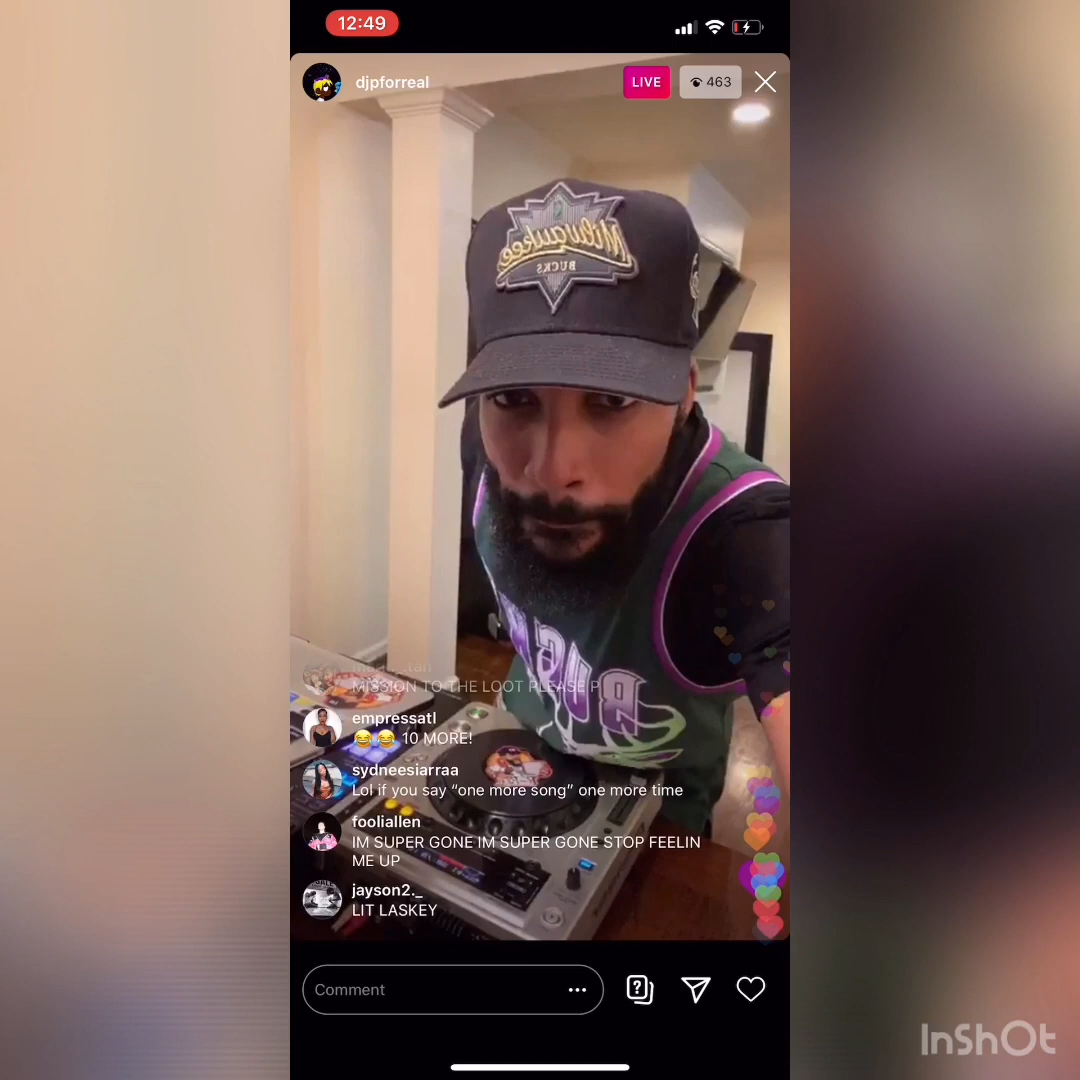 12:49
djpforreal
LIVE
463
Milwaukee
BUCKS
BUCKS
MISSION TO THE LOOT PLEASE P
empressatl
😂😂 10 MORE!
sydneesiarraa
Lol if you say “one more song” one more time
fooliallen
IM SUPER GONE IM SUPER GONE STOP FEELIN
ME UP
jayson2._
LIT LASKEY
Comment
InShOt